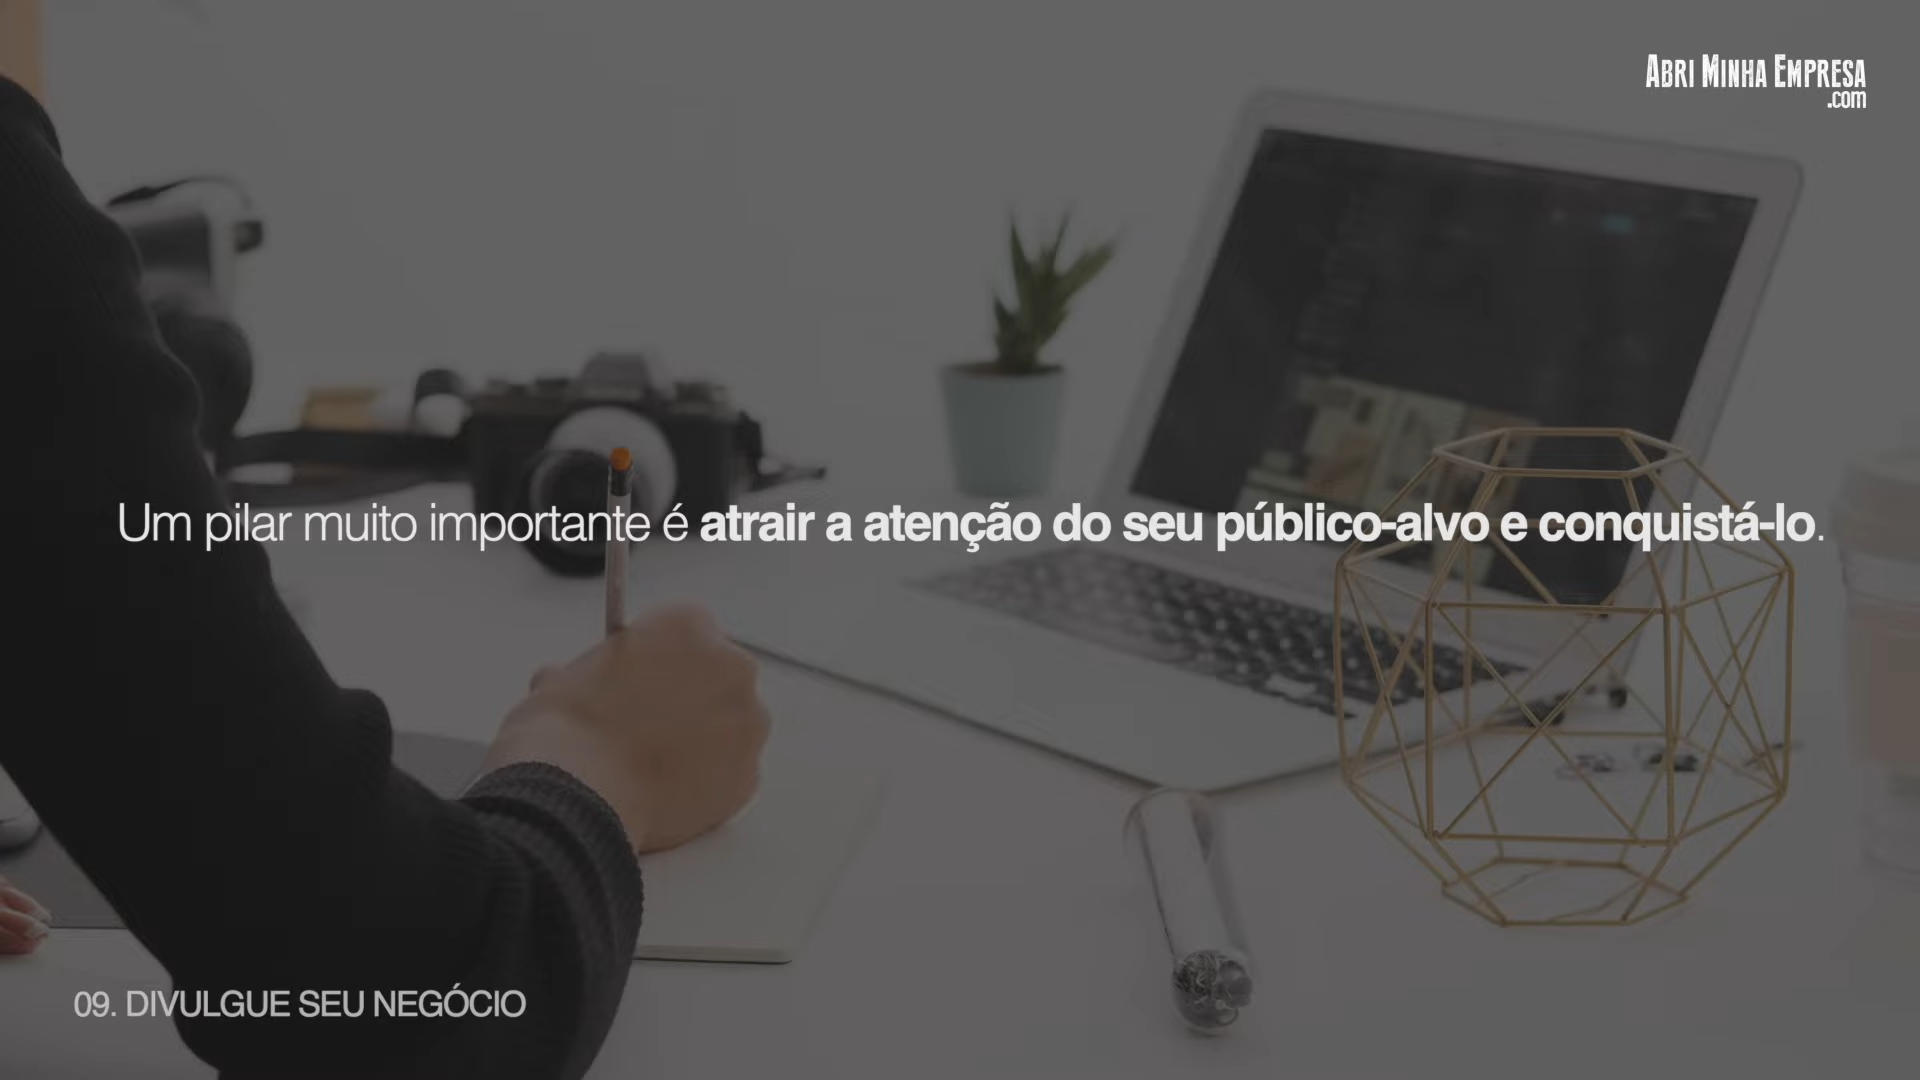 ABRI MINHA EMPRESA
.com
Um pilar muito importante é atrair a atenção do seu público-alvo e conquistá-lo.
09. DIVULGUE SEU NEGÓCIO